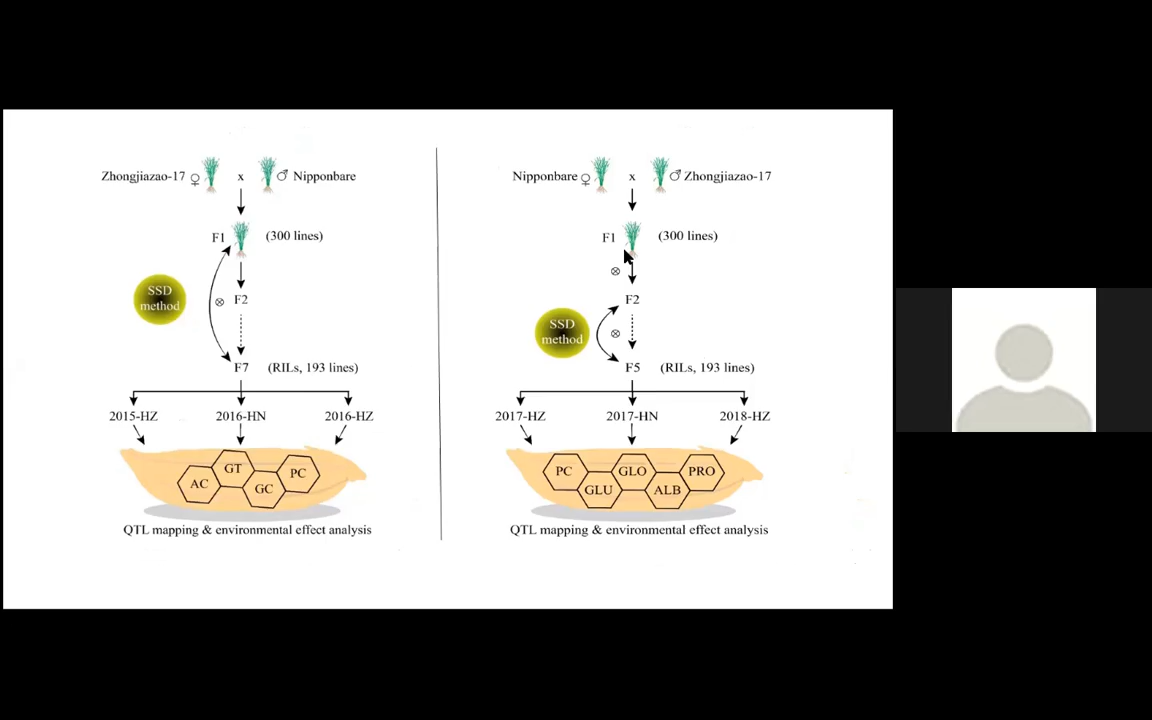 Zhongjiazao-17 ♀ x ♂ Nipponbare
F1 (300 lines)
SSD
method
⊗ F2
F7 (RILs, 193 lines)
2015-HZ 2016-HN 2016-HZ
AC GT GC PC
QTL mapping & environmental effect analysis
Nipponbare ♀ x ♂ Zhongjiazao-17
F1 (300 lines)
⊗
F2
SSD
method
⊗
F5 (RILs, 193 lines)
2017-HZ 2017-HN 2018-HZ
PC GLO PRO
GLU ALB
QTL mapping & environmental effect analysis